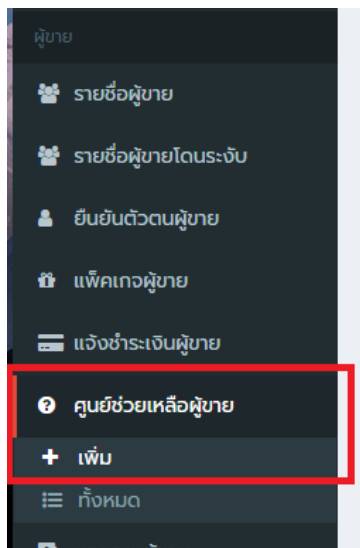 ผู้ขาย
รายชื่อผู้ขาย
รายชื่อผู้ขายโดนระงับ
ยืนยันตัวตนผู้ขาย
แพ็คเกจผู้ขาย
แจ้งชำระเงินผู้ขาย
ศูนย์ช่วยเหลือผู้ขาย
เพิ่ม
ทั้งหมด